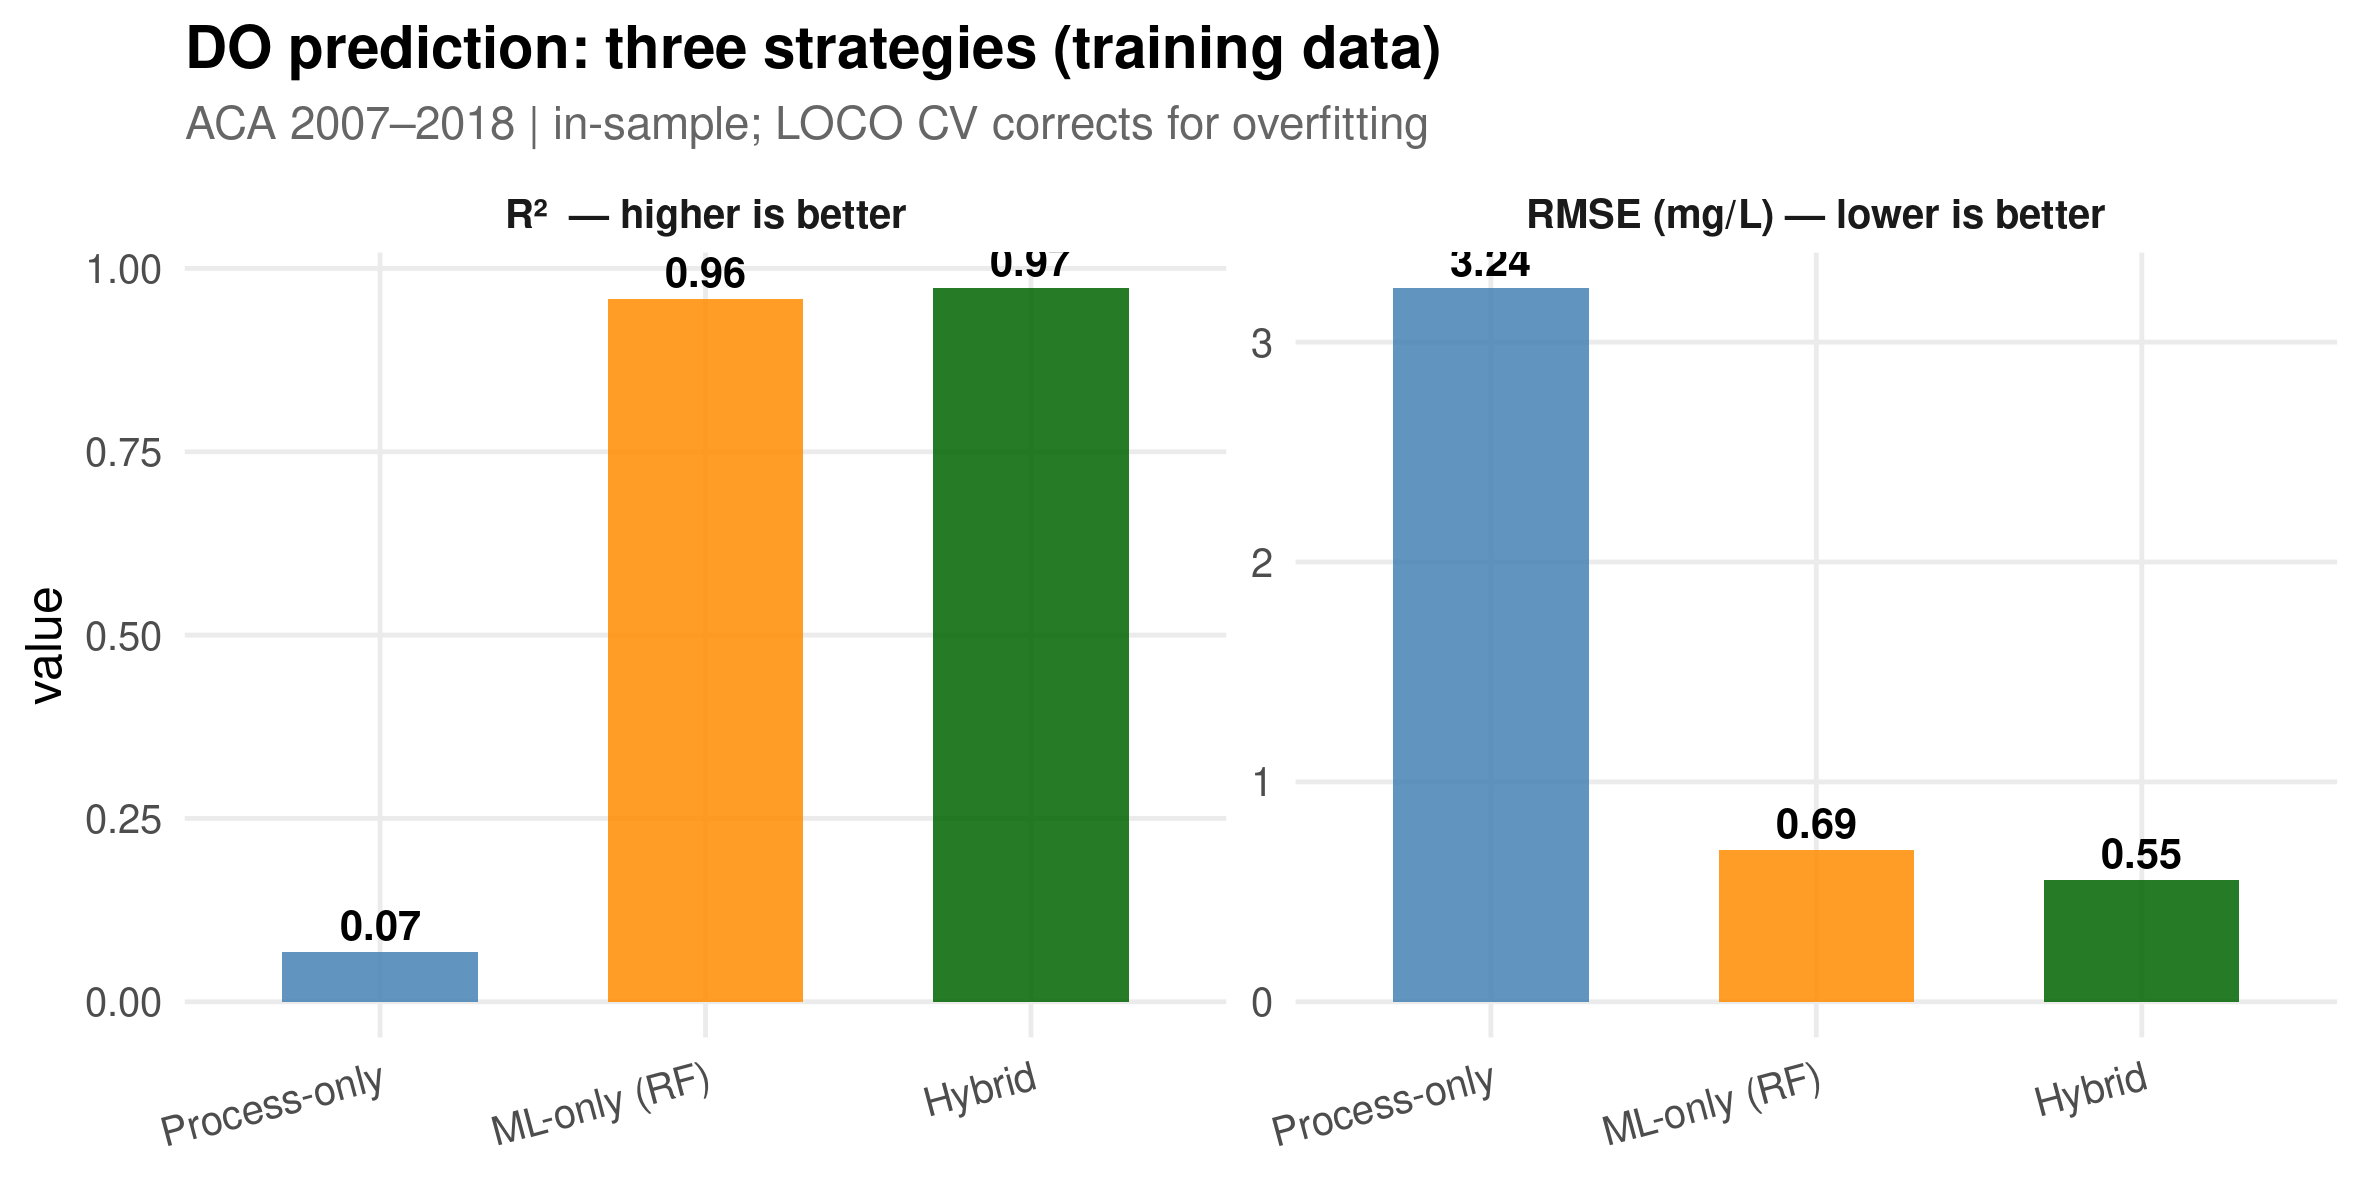 DO prediction: three strategies (training data)
ACA 2007–2018 | in-sample; LOCO CV corrects for overfitting
R² — higher is better
RMSE (mg/L) — lower is better
value
1.00
0.75
0.50
0.25
0.00
0.07
0.96
0.97
Process-only
ML-only (RF)
Hybrid
3
2
1
0
3.24
0.69
0.55
Process-only
ML-only (RF)
Hybrid